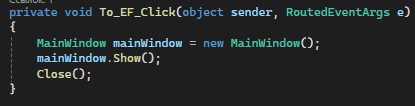 private void To_EF_Click(object sender, RoutedEventArgs e)
{
    MainWindow mainWindow = new MainWindow();
    mainWindow.Show();
    Close();
}